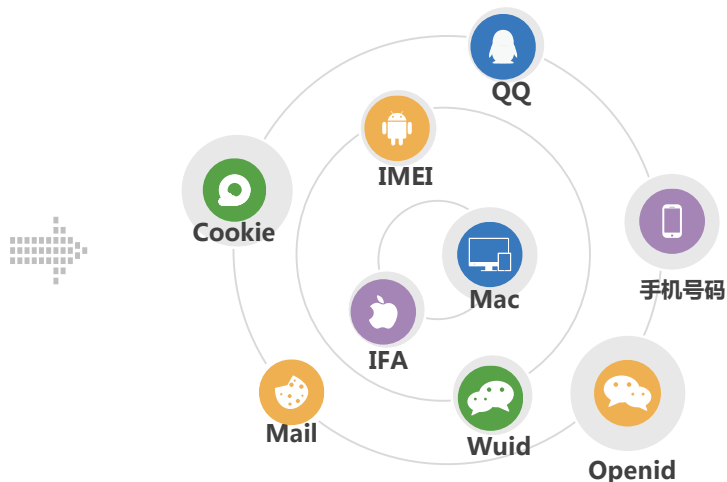 QQ
IMEI
Cookie
手机号码
Mac
IFA
Mail
Wuid
Openid